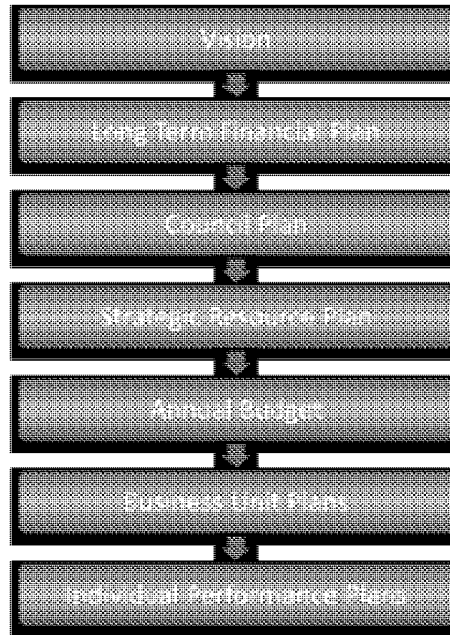 Vision
Long Term Financial Plan
Council Plan
Strategic Resource Plan
Annual Budget
Business Unit Plans
Individual Performance Plans